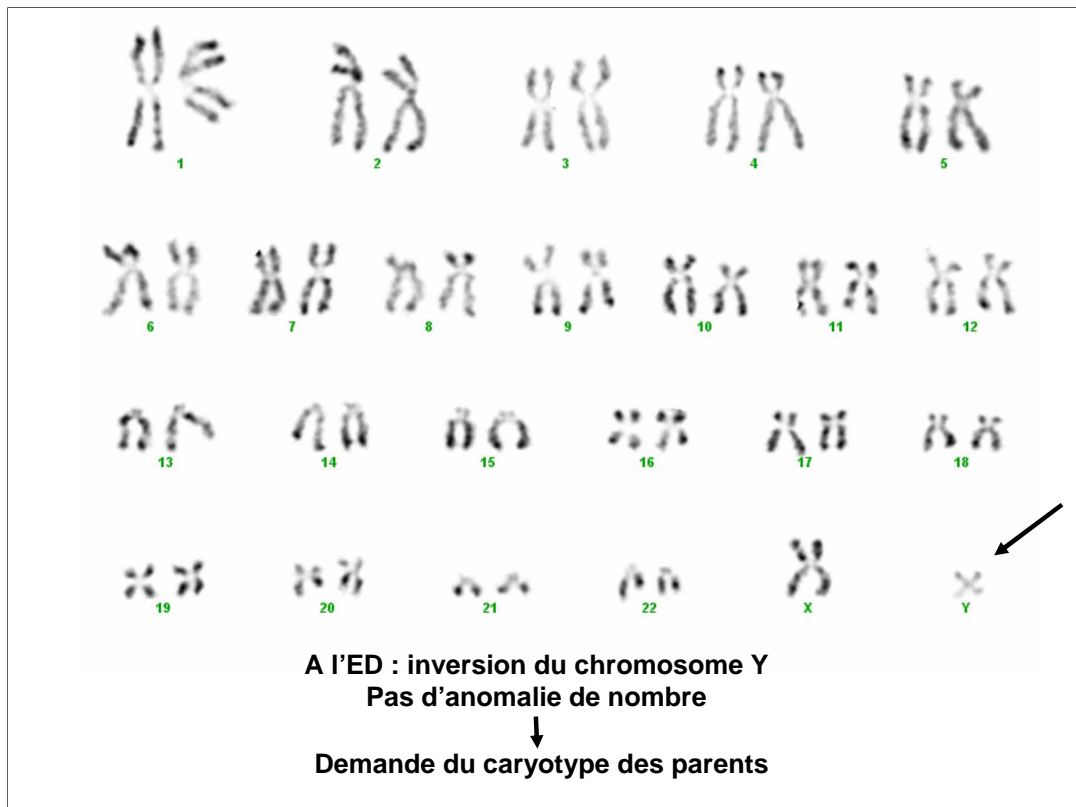 1 2 3 4 5
6 7 8 9 10 11 12
13 14 15 16 17 18
19 20 21 22 X Y
A l'ED : inversion du chromosome Y
Pas d'anomalie de nombre
Demande du caryotype des parents